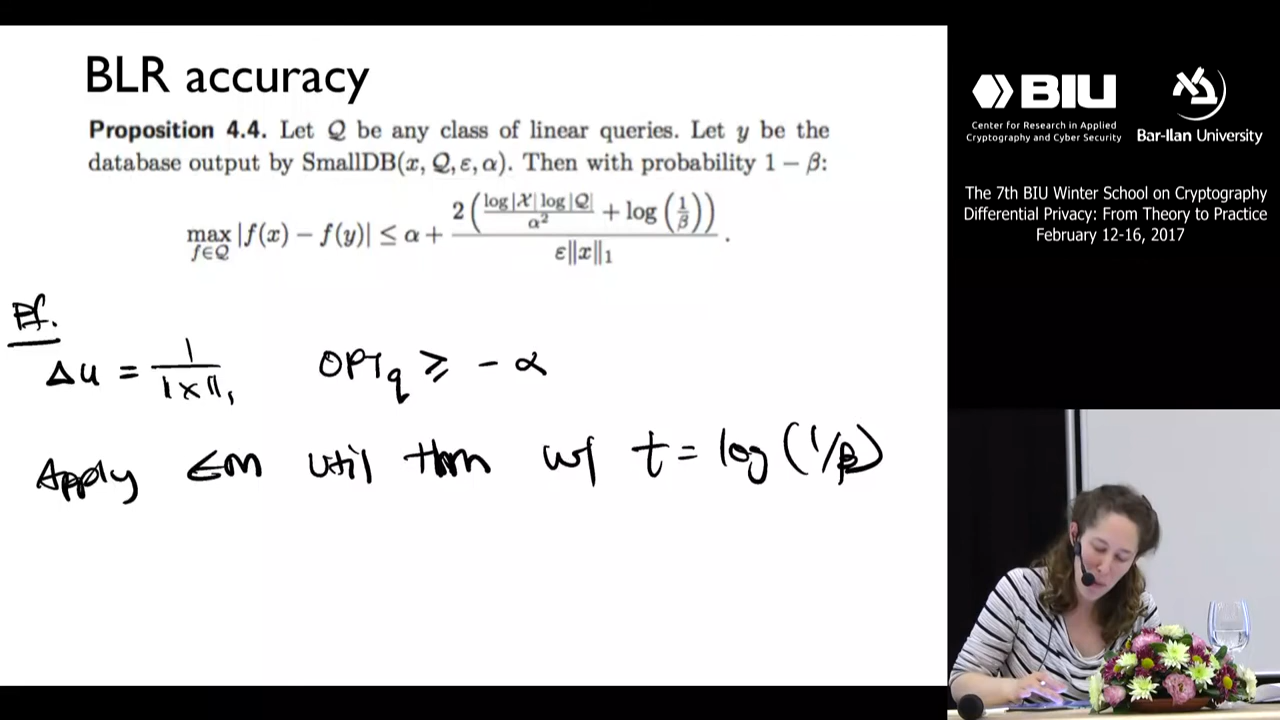 BLR accuracy
Proposition 4.4. Let Q be any class of linear queries. Let y be the
database output by SmallDB(x, Q, ε, α). Then with probability 1 − β:
max_{f∈Q} |f(x) − f(y)| ≤ α + 2 ( log|X| log|Q| / α² + log (1/β) ) / ε‖x‖₁ .
Pf.
Δu = 1 / |x‖₁ OPT_q ≥ − α
Apply EM util thm w/ t = log (1/β)
BIU
Center for Research in Applied
Cryptography and Cyber Security
Bar-Ilan University
The 7th BIU Winter School on Cryptography
Differential Privacy: From Theory to Practice
February 12-16, 2017